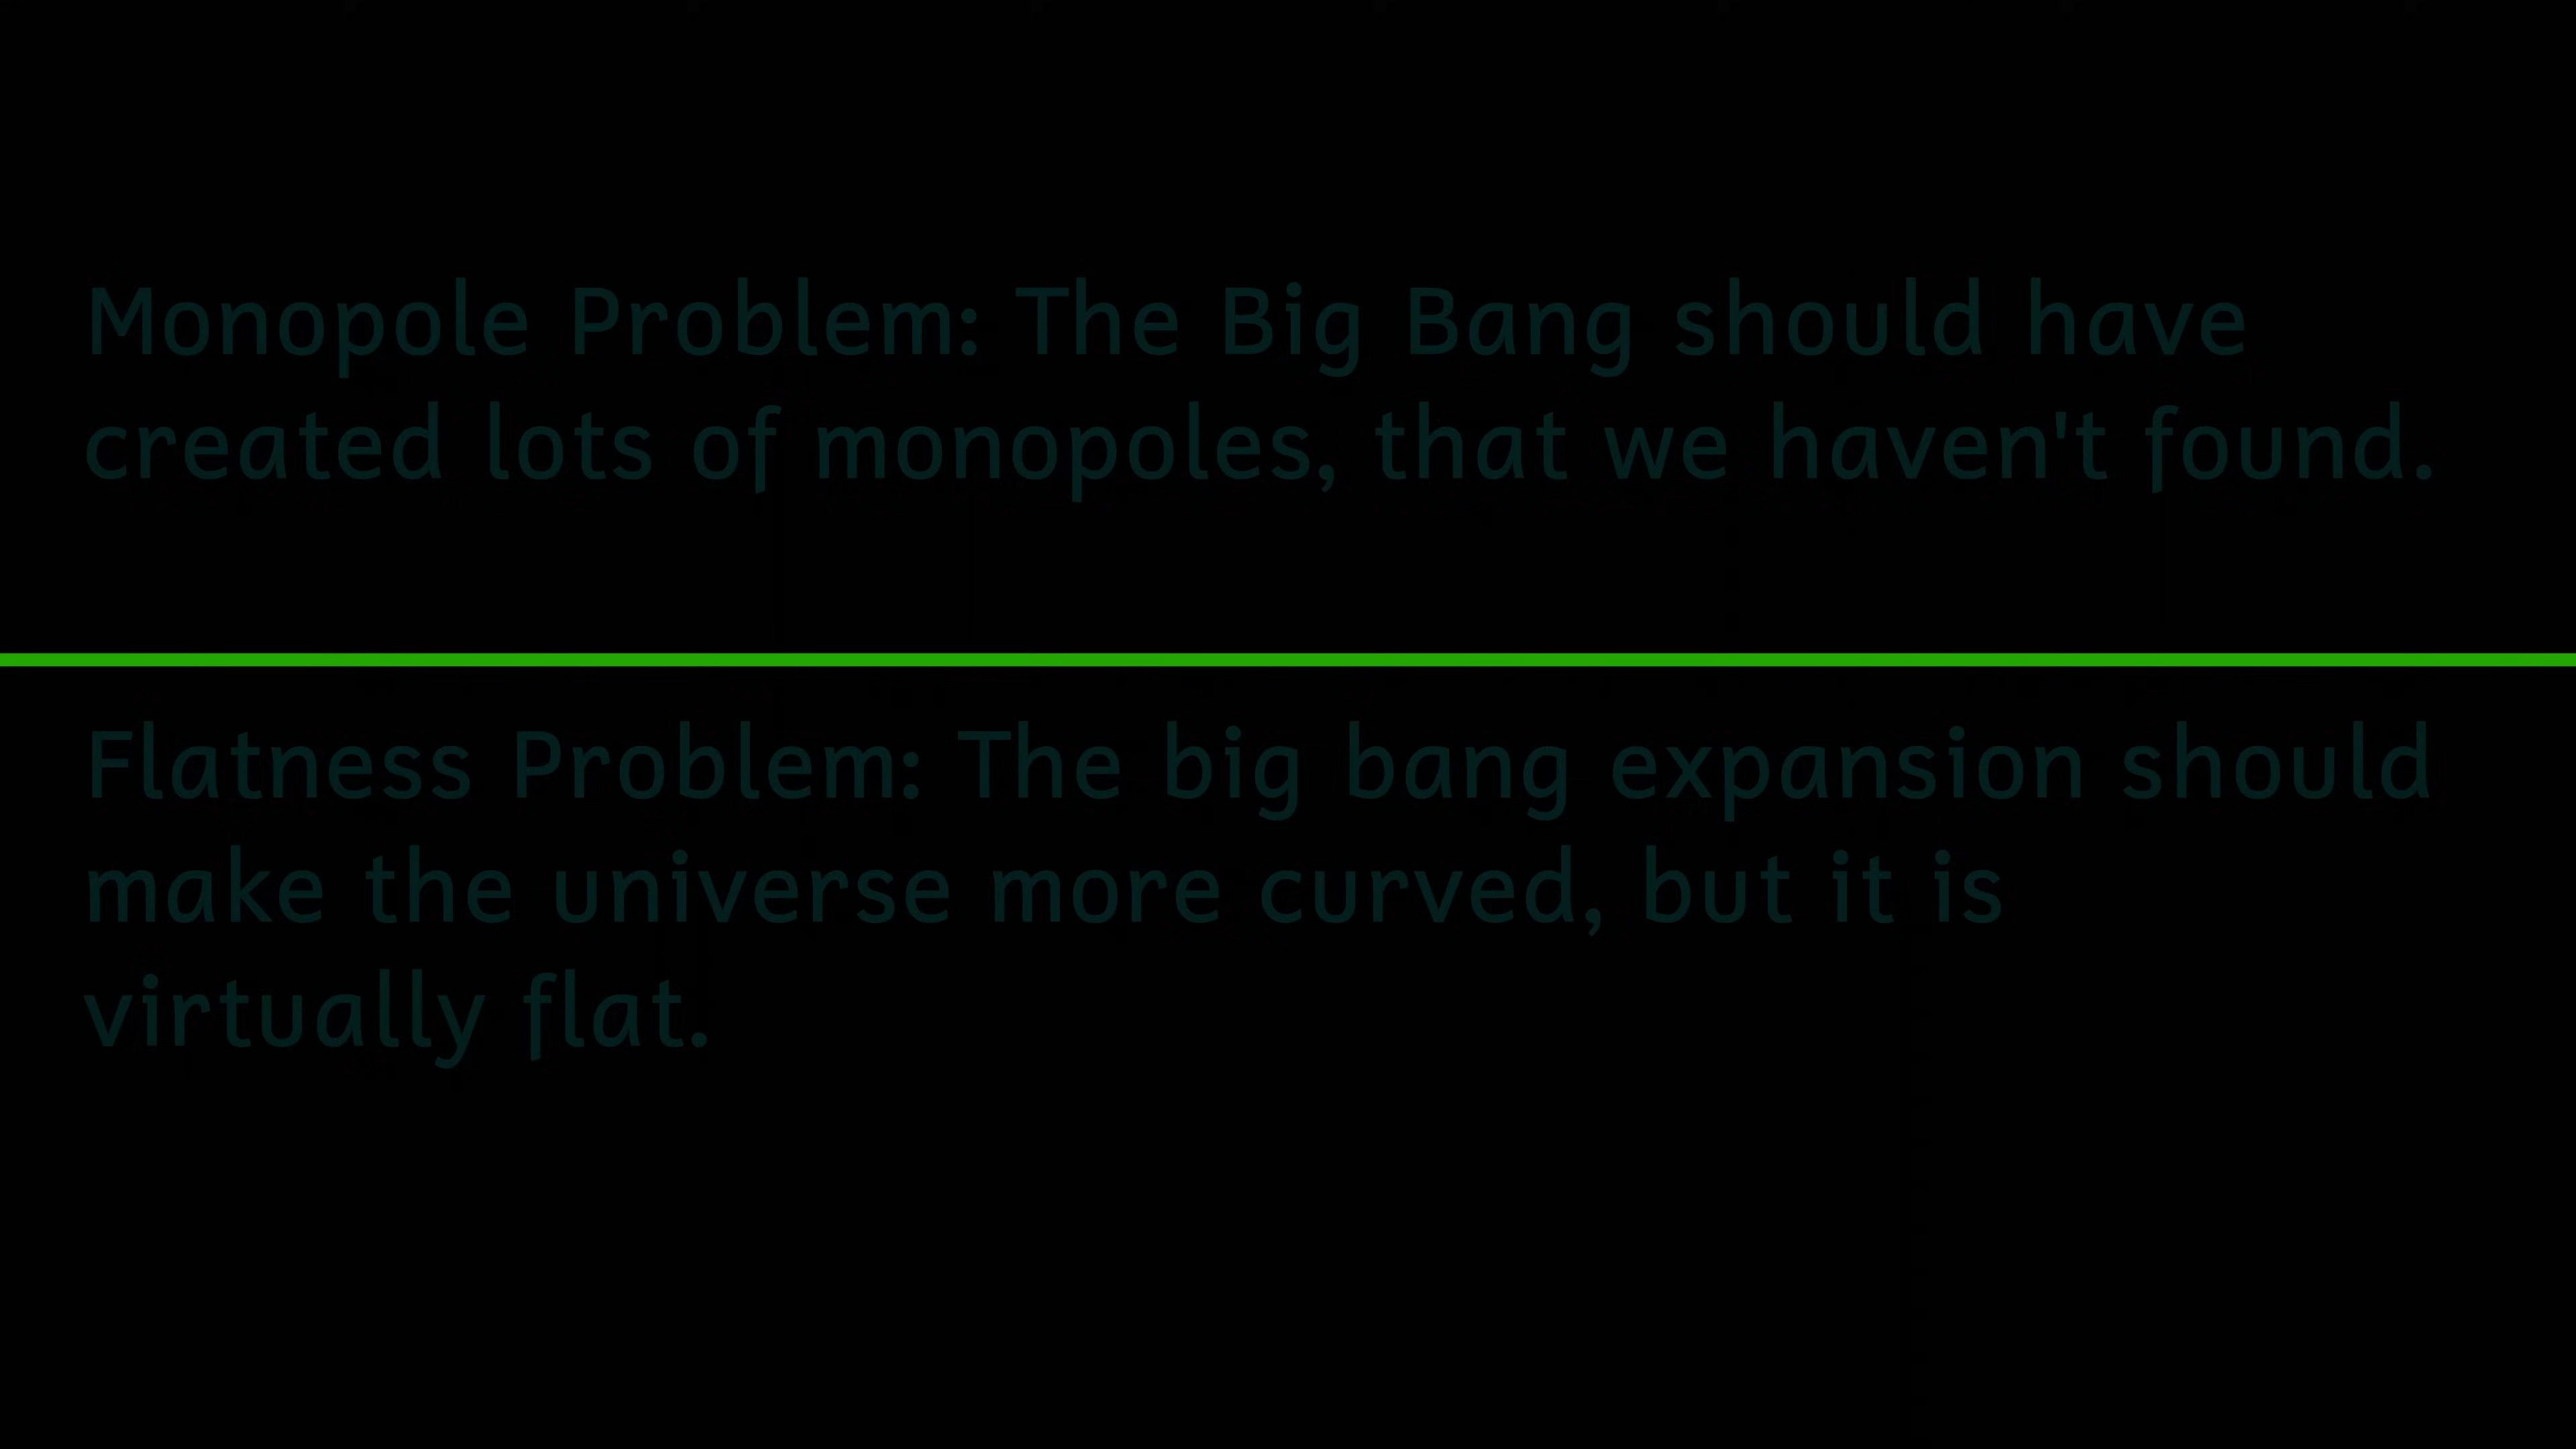 Monopole Problem: The Big Bang should have
created lots of monopoles, that we haven't found.
Flatness Problem: The big bang expansion should
make the universe more curved, but it is
virtually flat.